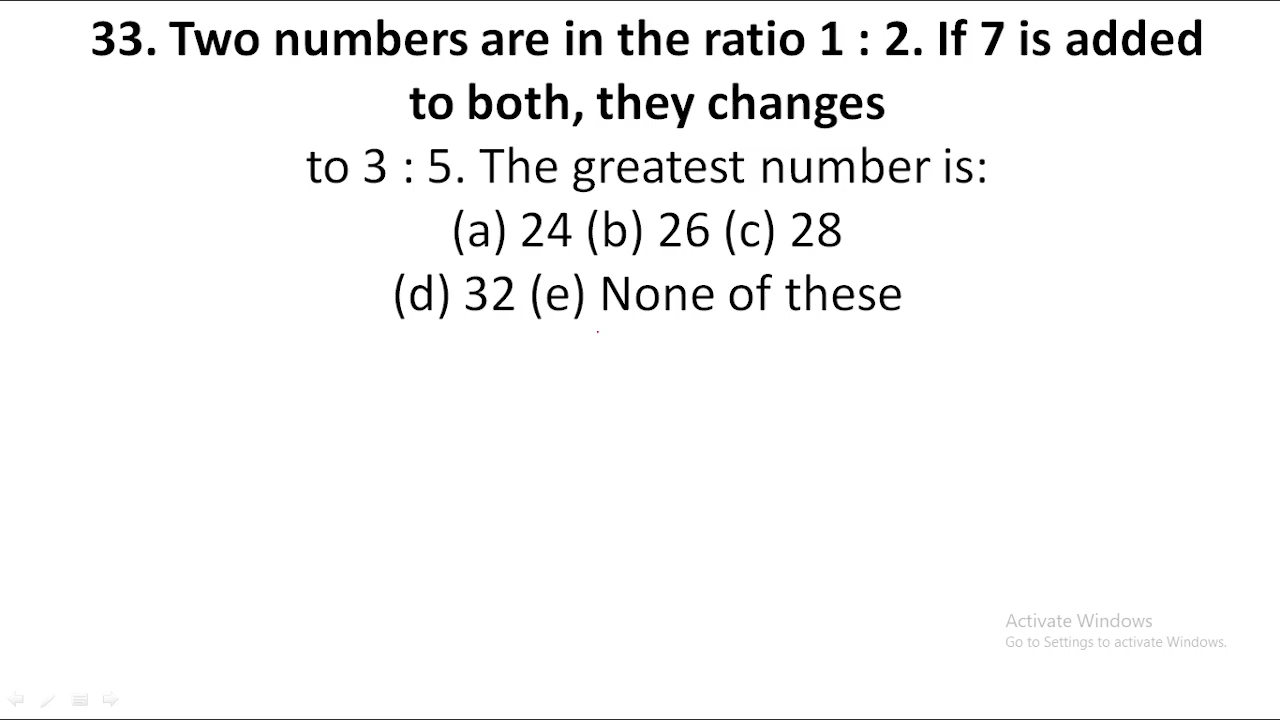 33. Two numbers are in the ratio 1 : 2. If 7 is added
to both, they changes
to 3 : 5. The greatest number is:
(a) 24 (b) 26 (c) 28
(d) 32 (e) None of these
Activate Windows
Go to Settings to activate Windows.